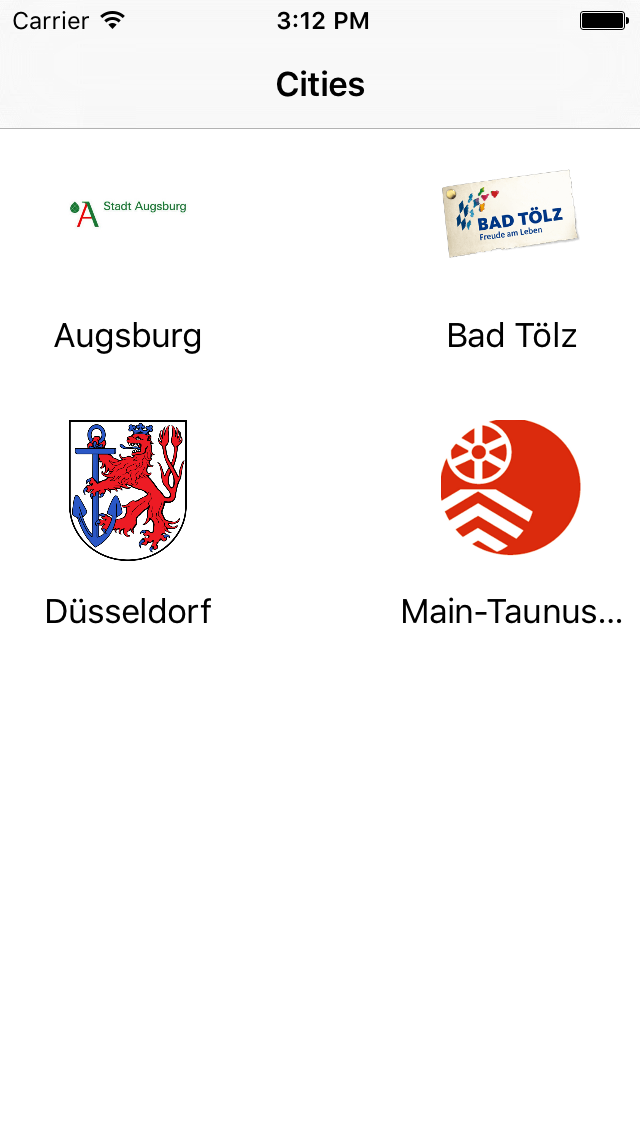 Carrier 3:12 PM
Cities
Stadt Augsburg
BAD TÖLZ
Freude am Leben
Augsburg
Bad Tölz
Düsseldorf
Main-Taunus...